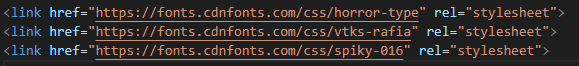 <link href="https://fonts.cdnfonts.com/css/horror-type" rel="stylesheet">
<link href="https://fonts.cdnfonts.com/css/vtks-rafia" rel="stylesheet">
<link href="https://fonts.cdnfonts.com/css/spiky-016" rel="stylesheet">